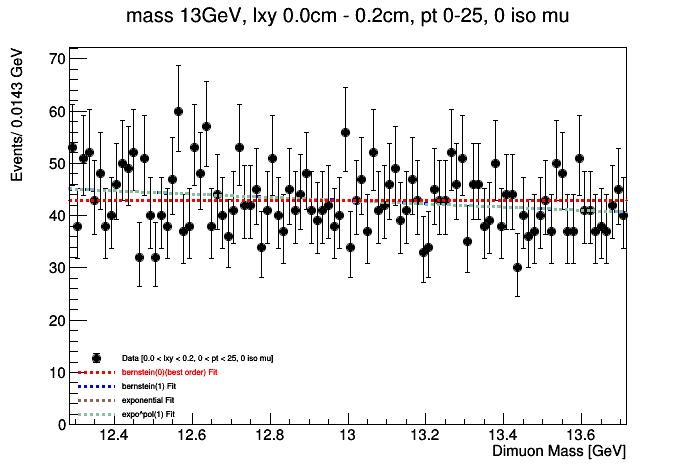 mass 13GeV, lxy 0.0cm - 0.2cm, pt 0-25, 0 iso mu
Events/ 0.0143 GeV
70
60
50
40
30
20
10
0
Data [0.0 < lxy < 0.2, 0 < pt < 25, 0 iso mu]
bernstein(0)(best order) Fit
bernstein(1) Fit
exponential Fit
expo*pol(1) Fit
12.4 12.6 12.8 13 13.2 13.4 13.6
Dimuon Mass [GeV]